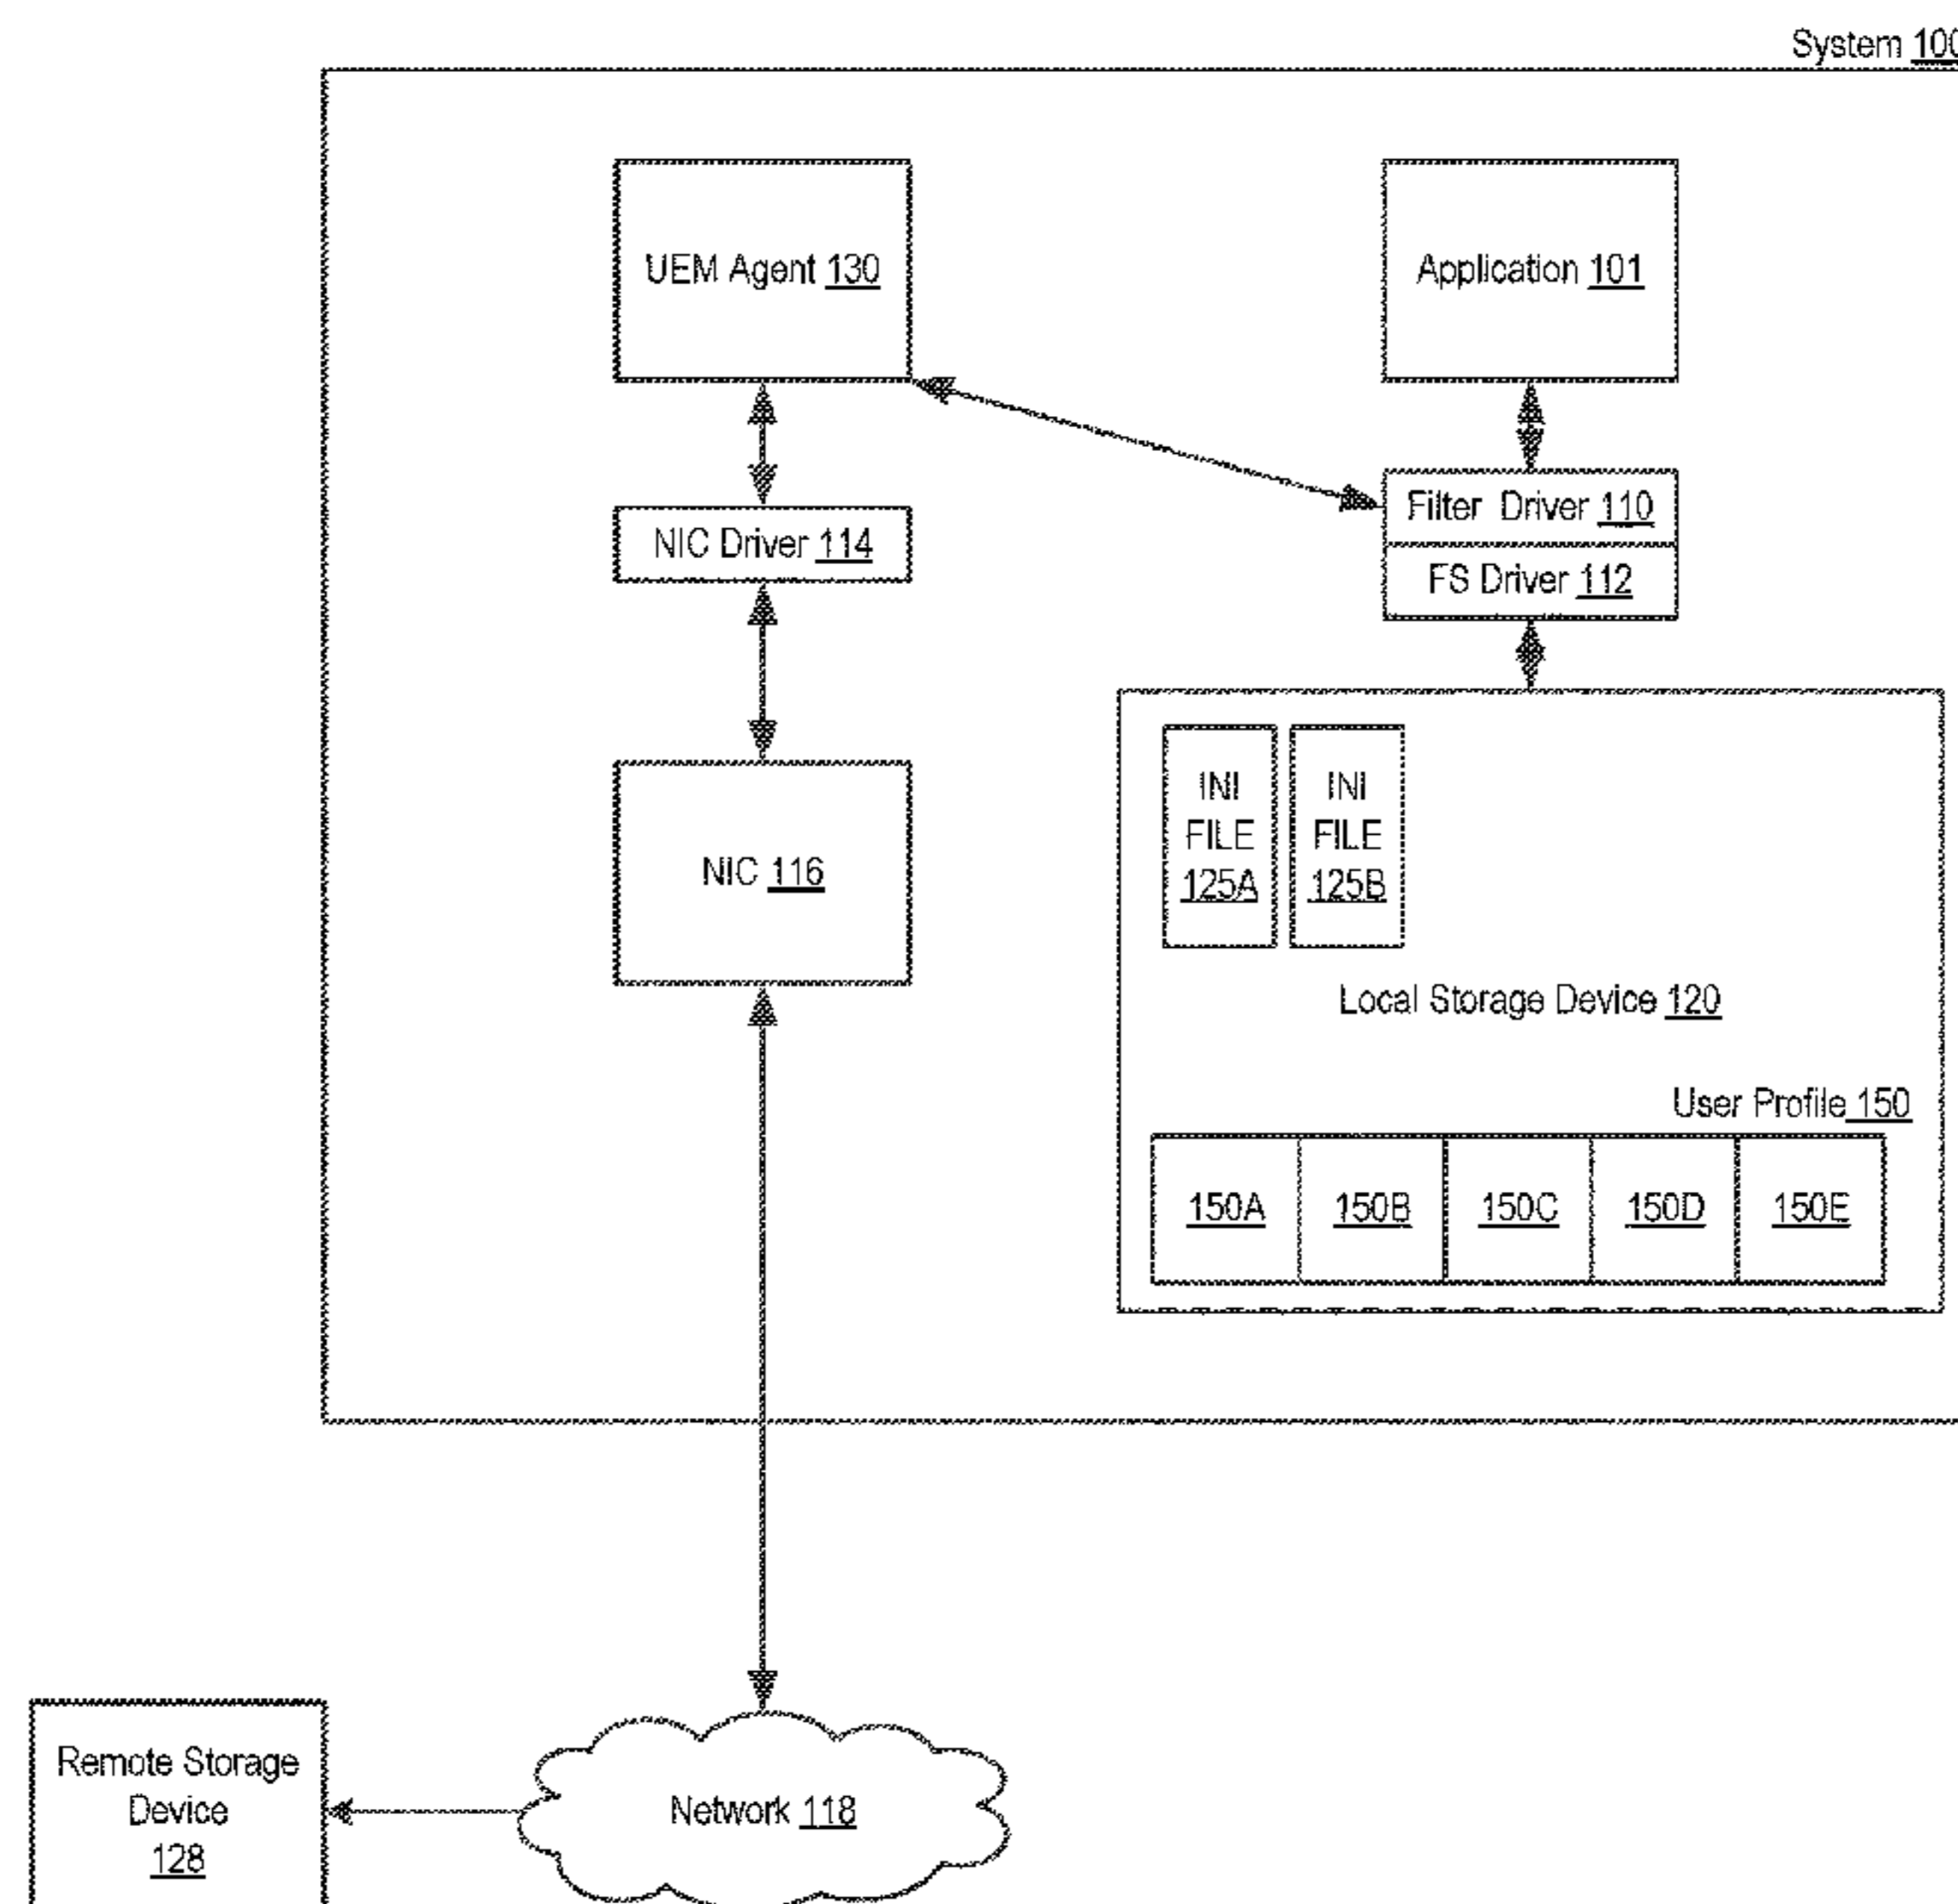 System 100
UEM Agent 130
Application 101
Filter Driver 110
NIC Driver 114
FS Driver 112
INI
FILE
125A
INI
FILE
125B
NIC 116
Local Storage Device 120
User Profile 150
150A
150B
150C
150D
150E
Remote Storage
Device
128
Network 118